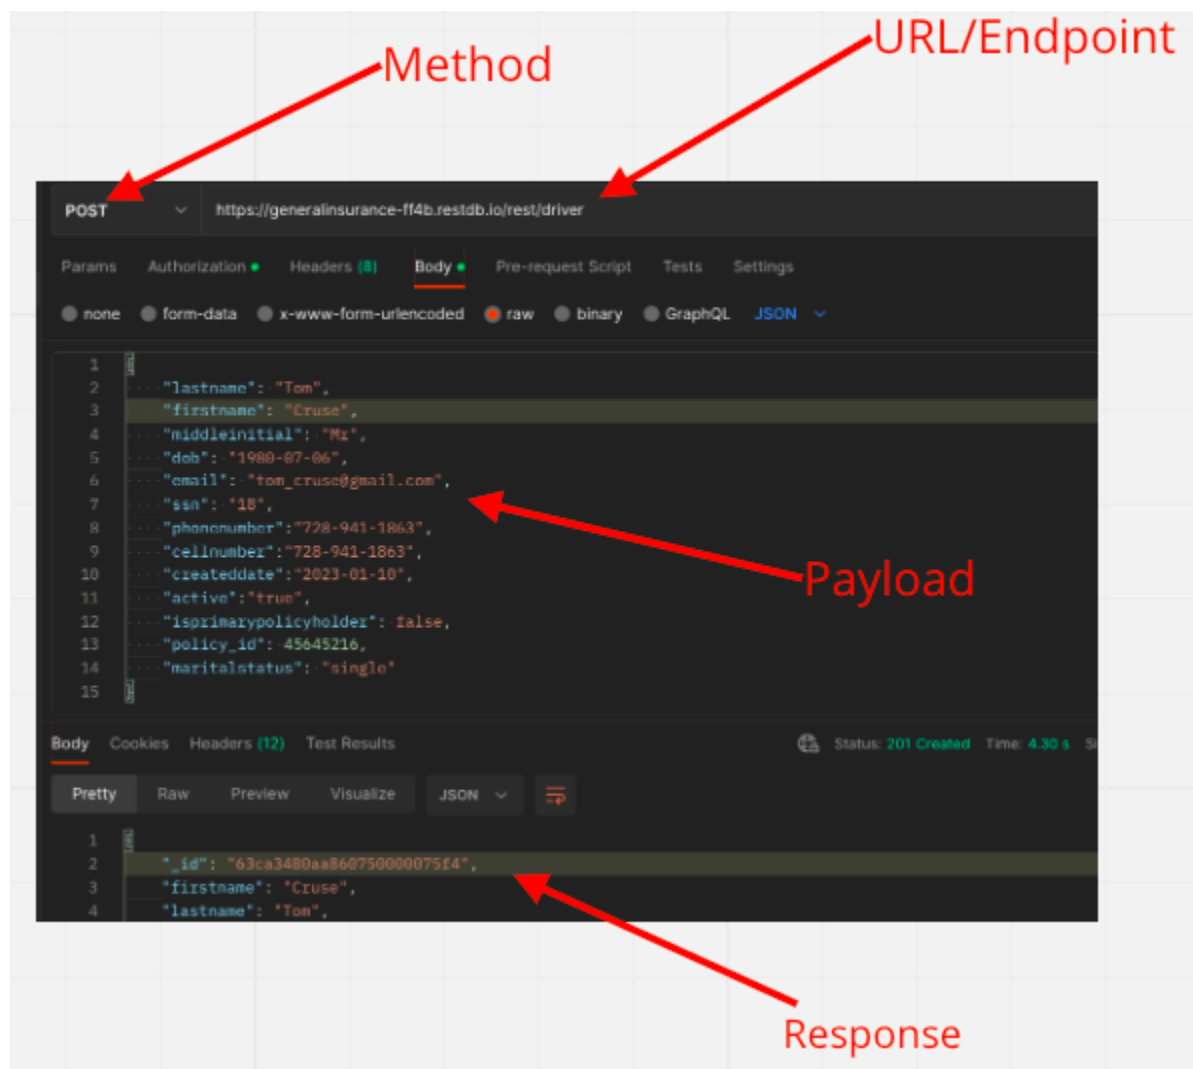 Method
URL/Endpoint
POST
https://generalinsurance-ff4b.restdb.io/rest/driver
Params Authorization Headers (8) Body Pre-request Script Tests Settings
none form-data x-www-form-urlencoded raw binary GraphQL JSON
1 {
2 "lastname": "Tom",
3 "firstname": "Cruse",
4 "middleinitial": "Mr",
5 "dob": "1980-07-06",
6 "email": "tom_cruse@gmail.com",
7 "ssn": "18",
8 "phonenumber":"728-941-1863",
9 "cellnumber":"728-941-1863",
10 "createddate":"2023-01-10",
11 "active":"true",
12 "isprimarypolicyholder": false,
13 "policy_id": 45645216,
14 "maritalstatus": "single"
15 }
Payload
Body Cookies Headers (12) Test Results Status: 201 Created Time: 4.30 s
Pretty Raw Preview Visualize JSON
1 {
2 "_id": "63ca3480aa860750000075f4",
3 "firstname": "Cruse",
4 "lastname": "Tom",
Response